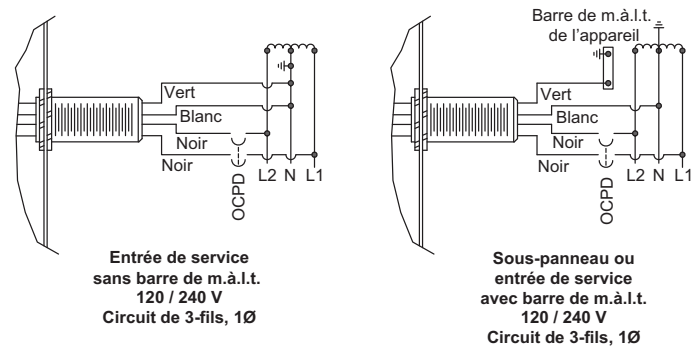 Vert
Blanc
Noir
Noir
OCPD
L2 N L1
Entrée de service
sans barre de m.à.l.t.
120 / 240 V
Circuit de 3-fils, 1Ø
Barre de m.à.l.t.
de l'appareil
Vert
Blanc
Noir
Noir
OCPD
L2 N L1
Sous-panneau ou
entrée de service
avec barre de m.à.l.t.
120 / 240 V
Circuit de 3-fils, 1Ø